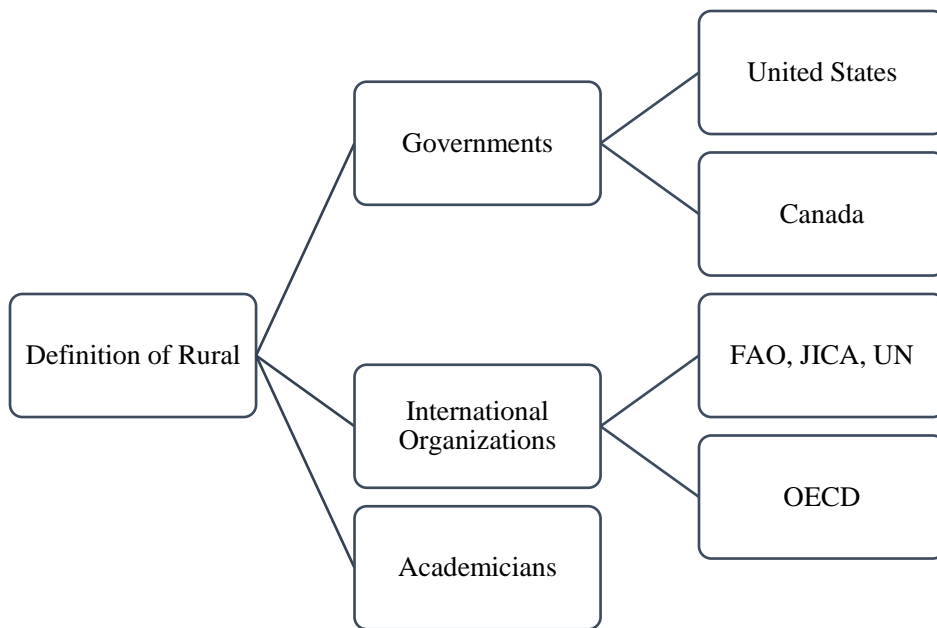 Definition of Rural
Governments
United States
Canada
International
Organizations
FAO, JICA, UN
OECD
Academicians